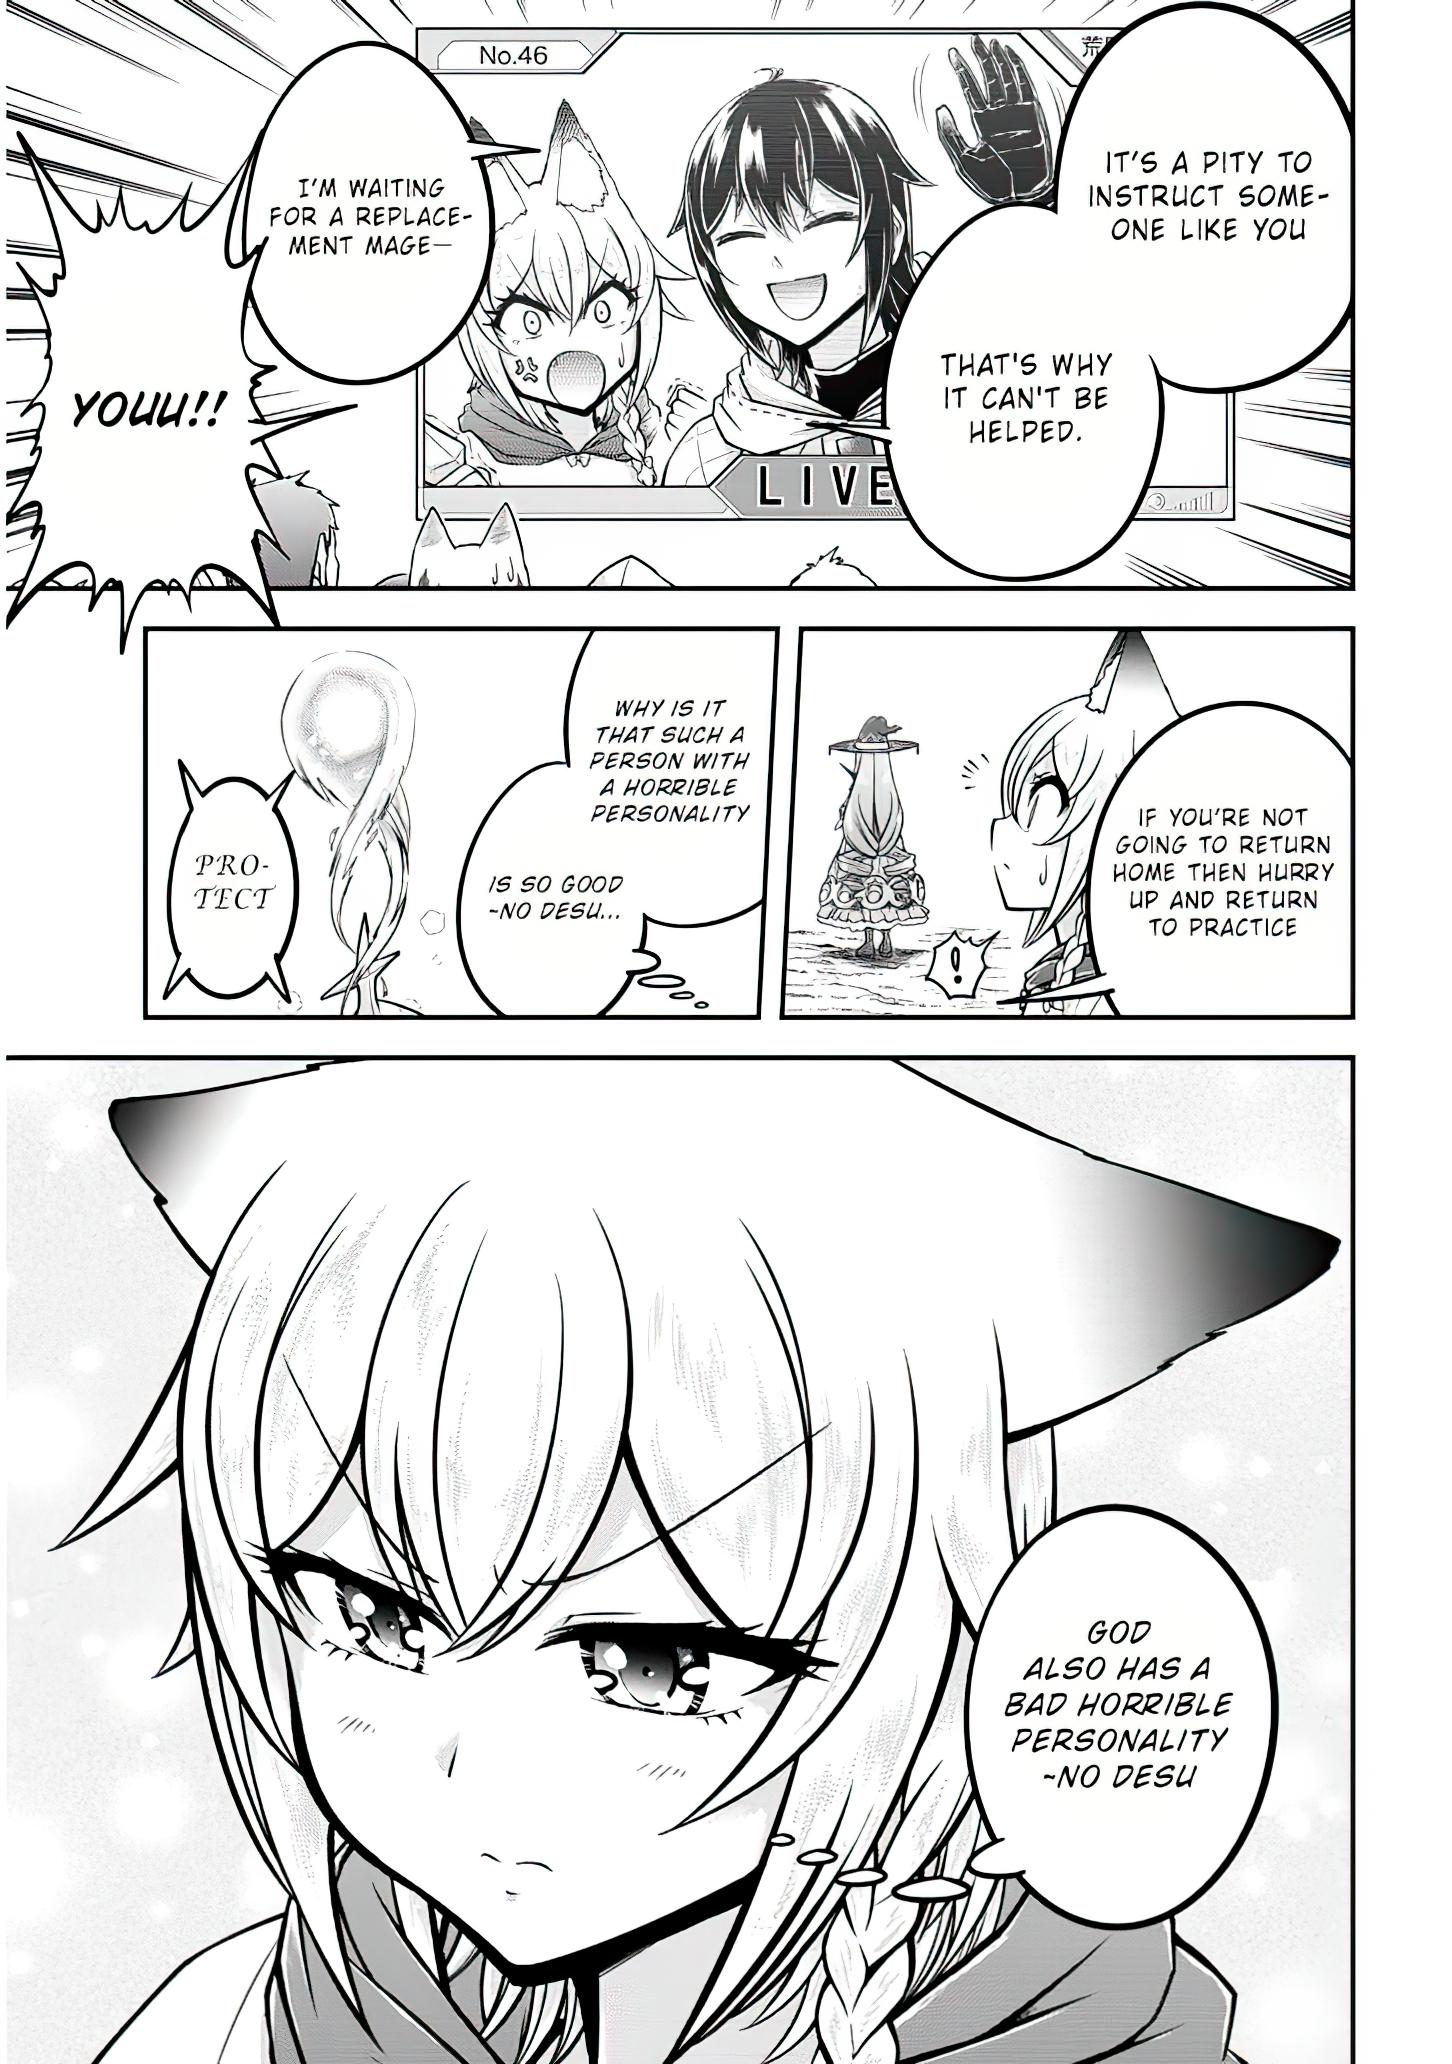 No.46
荒
IT'S A PITY TO
INSTRUCT SOME-
ONE LIKE YOU
THAT'S WHY
IT CAN'T BE
HELPED.
I'M WAITING
FOR A REPLACE-
MENT MAGE—
YOUU!!
LIVE
IF YOU'RE NOT
GOING TO RETURN
HOME THEN HURRY
UP AND RETURN
TO PRACTICE
!
WHY IS IT
THAT SUCH A
PERSON WITH
A HORRIBLE
PERSONALITY
IS SO GOOD
~NO DESU...
PRO-
TECT
GOD
ALSO HAS A
BAD HORRIBLE
PERSONALITY
~NO DESU